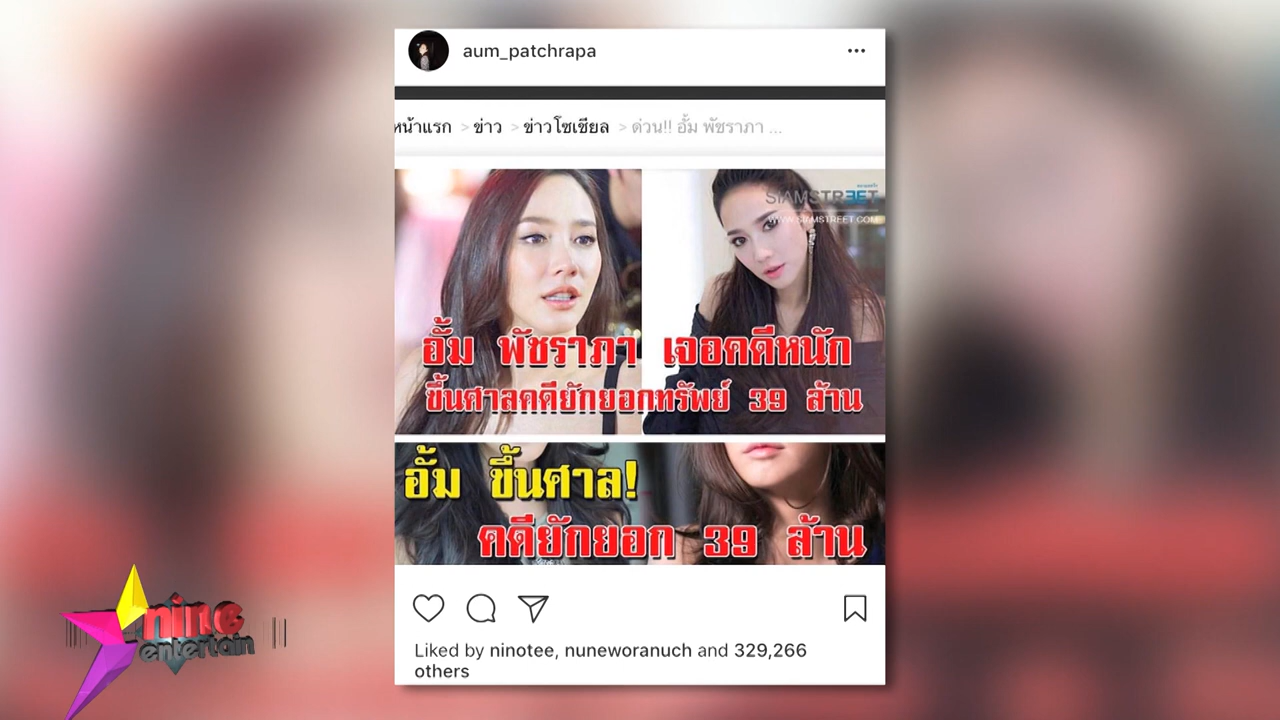 aum_patchrapa
หน้าแรก > ข่าว > ข่าวโซเชียล > ด่วน!! อั้ม พัชราภา ...
SIAMSTREET
WWW.SIAMSTREET.COM
อั้ม พัชราภา เจอคดีหนัก
ขึ้นศาลคดียักยอกทรัพย์ 39 ล้าน
อั้ม ขึ้นศาล!
คดียักยอก 39 ล้าน
Liked by ninotee, nuneworanuch and 329,266
others
nine
entertain